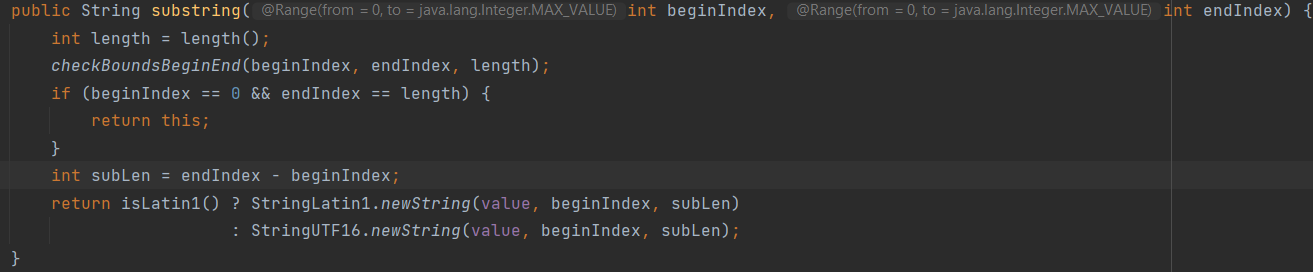 public String substring( @Range(from = 0, to = java.lang.Integer.MAX_VALUE) int beginIndex, @Range(from = 0, to = java.lang.Integer.MAX_VALUE) int endIndex) {
    int length = length();
    checkBoundsBeginEnd(beginIndex, endIndex, length);
    if (beginIndex == 0 && endIndex == length) {
        return this;
    }
    int subLen = endIndex - beginIndex;
    return isLatin1() ? StringLatin1.newString(value, beginIndex, subLen)
                      : StringUTF16.newString(value, beginIndex, subLen);
}